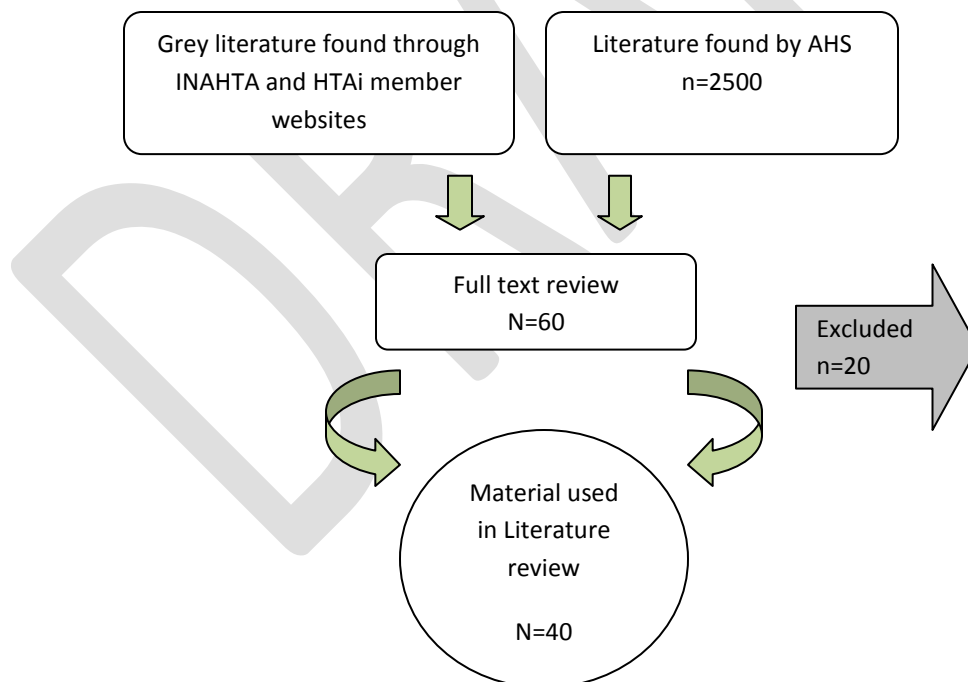 Grey literature found through
INAHTA and HTAi member
websites
Literature found by AHS
n=2500
Full text review
N=60
Excluded
n=20
Material used
in Literature
review
N=40